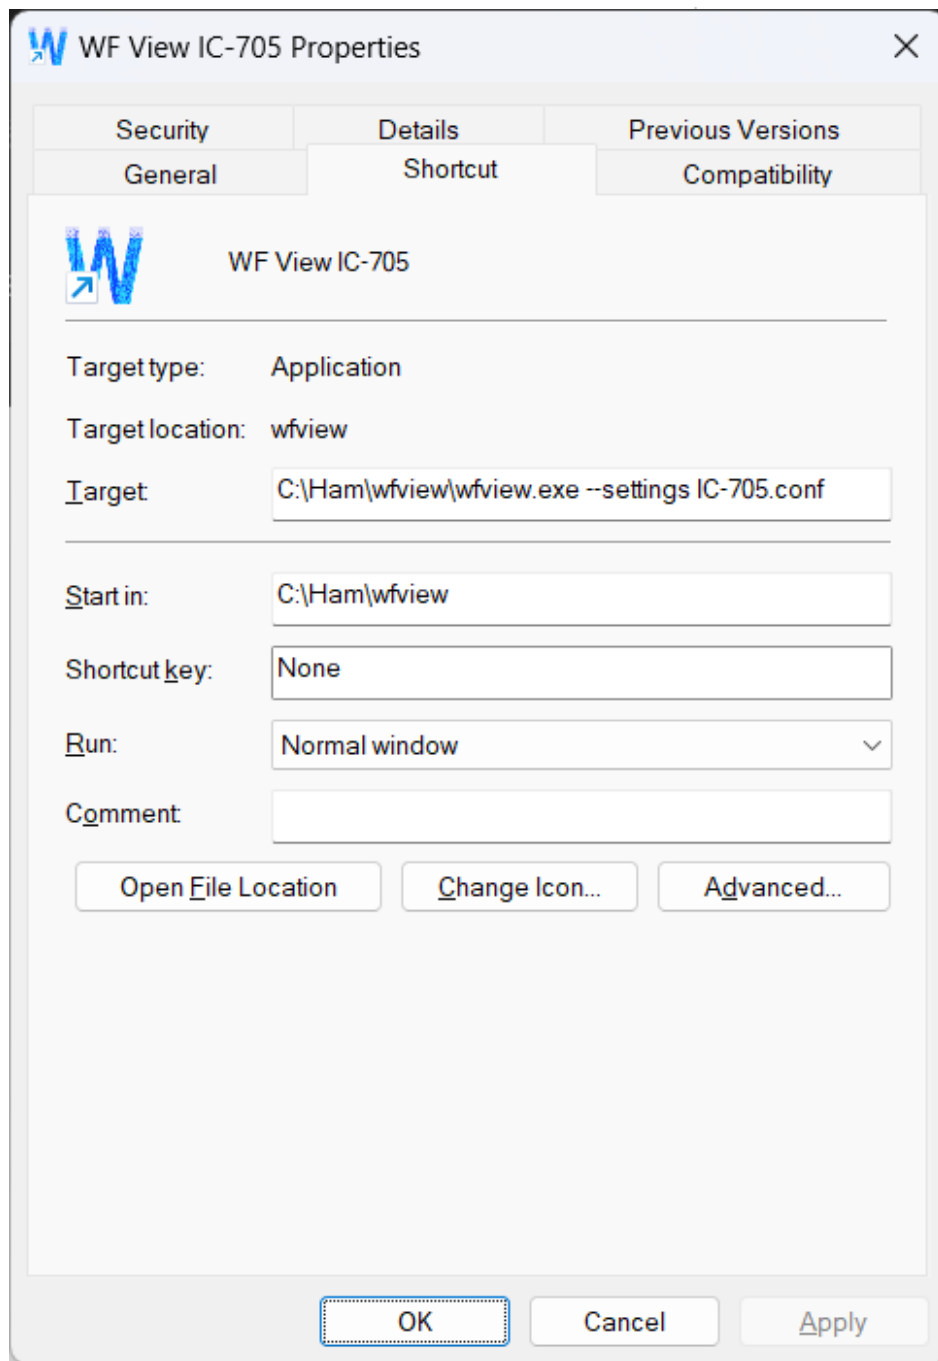 WF View IC-705 Properties
Security Details Previous Versions
General Shortcut Compatibility
WF View IC-705
Target type: Application
Target location: wfview
Target: C:\Ham\wfview\wfview.exe --settings IC-705.conf
Start in: C:\Ham\wfview
Shortcut key: None
Run: Normal window
Comment:
Open File Location Change Icon... Advanced...
OK Cancel Apply